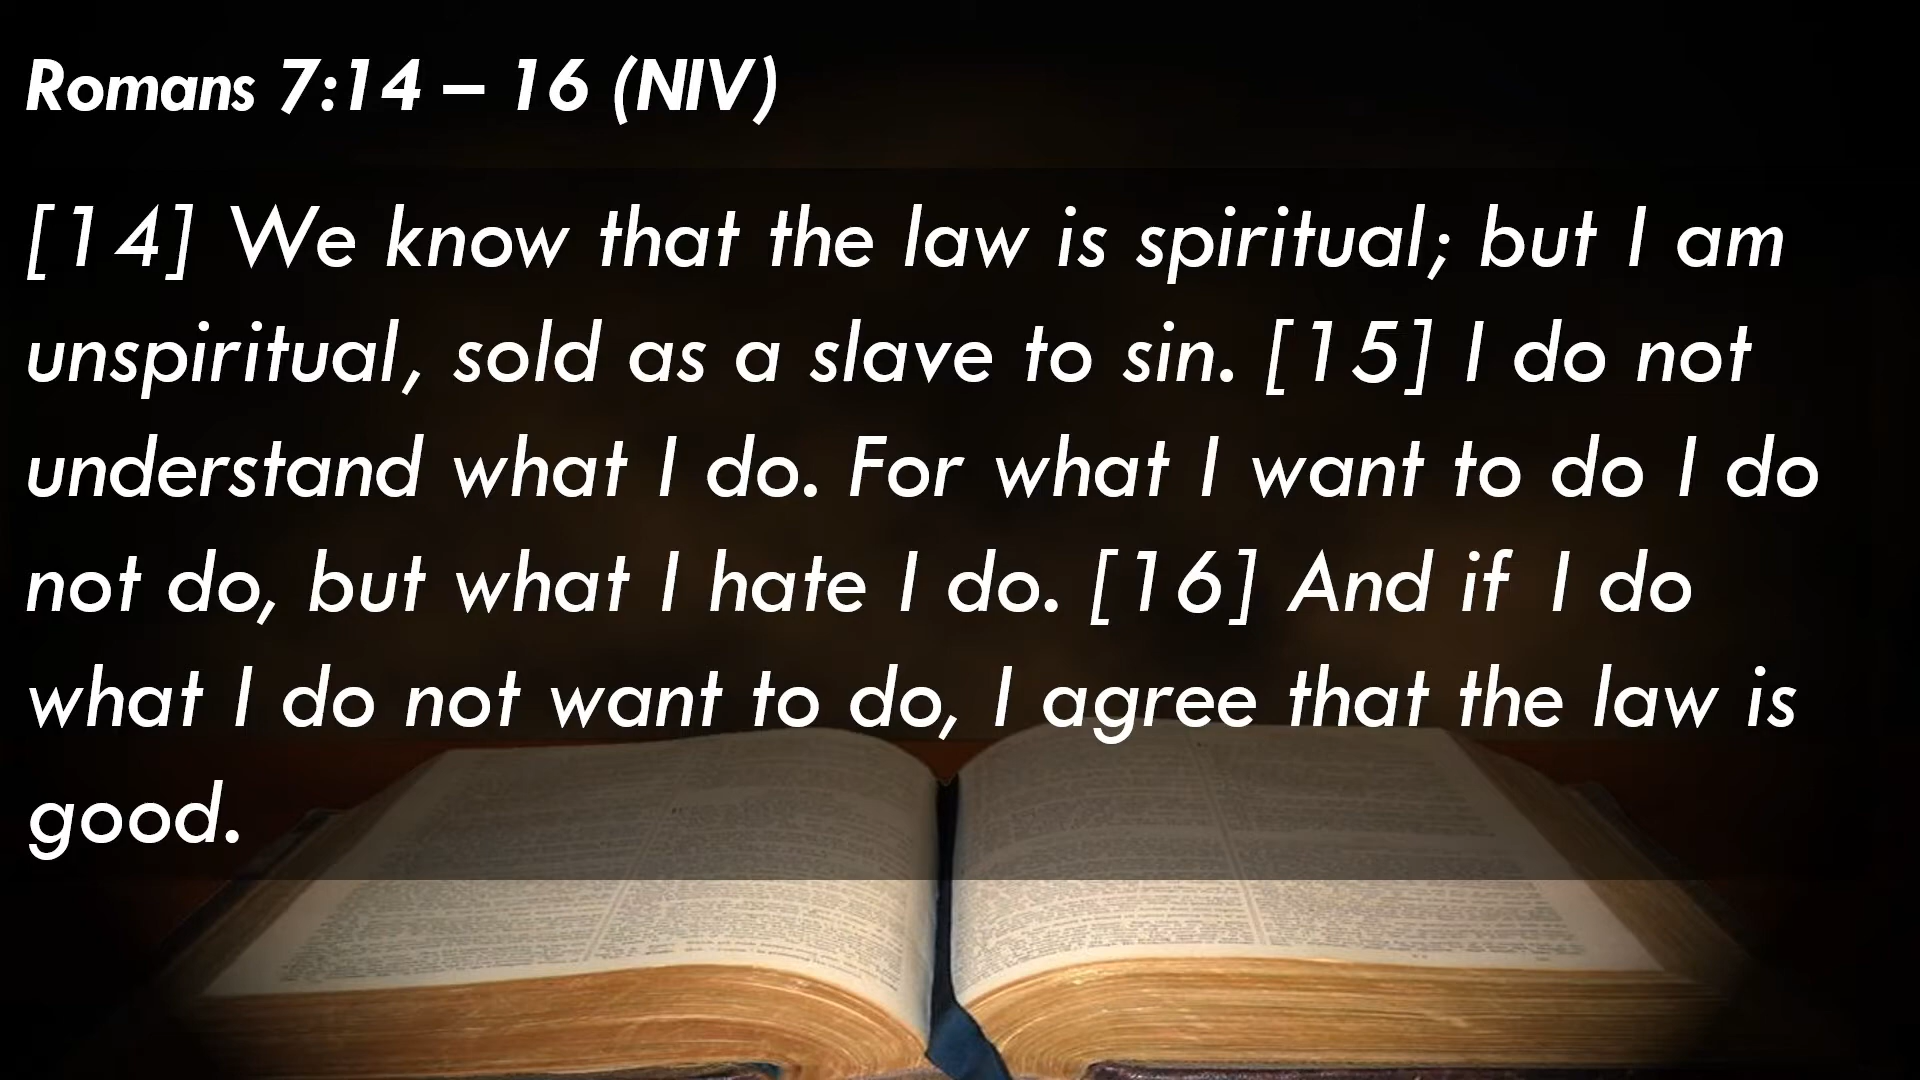 Romans 7:14 – 16 (NIV)
[14] We know that the law is spiritual; but I am
unspiritual, sold as a slave to sin. [15] I do not
understand what I do. For what I want to do I do
not do, but what I hate I do. [16] And if I do
what I do not want to do, I agree that the law is
good.